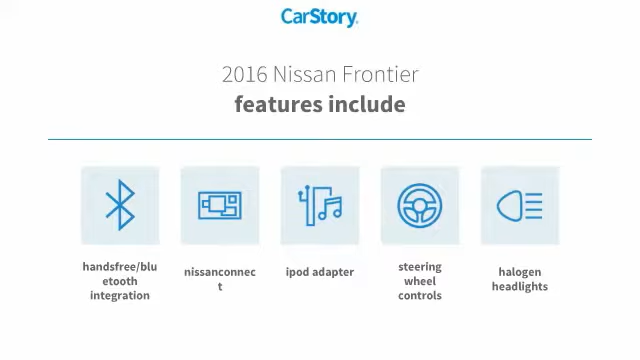 CarStory.
2016 Nissan Frontier
features include
handsfree/blu
etooth
integration
nissanconnec
t
ipod adapter
steering
wheel
controls
halogen
headlights